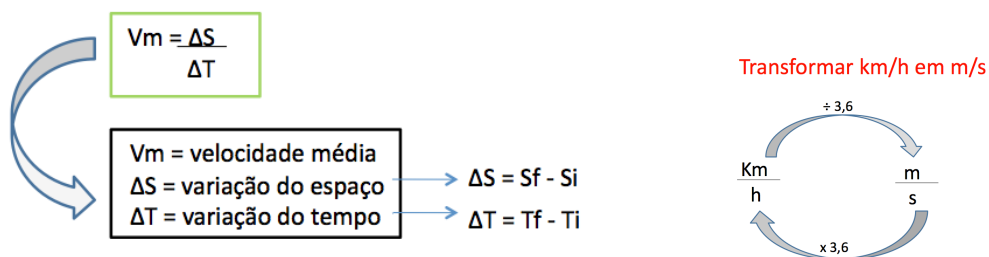 Vm = ΔS
ΔT
Vm = velocidade média
ΔS = variação do espaço
ΔT = variação do tempo
ΔS = Sf - Si
ΔT = Tf - Ti
Transformar km/h em m/s
÷ 3,6
Km
h
m
s
x 3,6